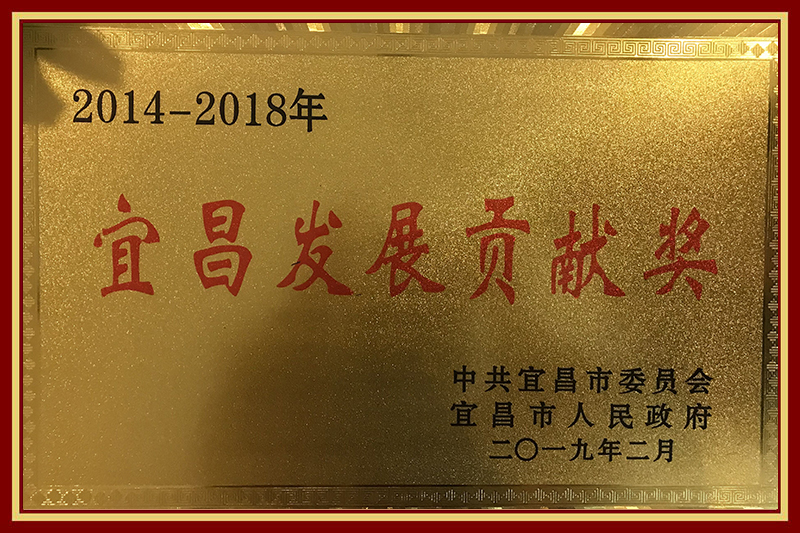 2014-2018年
宜昌发展贡献奖
中共宜昌市委员会
宜昌市人民政府
二〇一九年二月